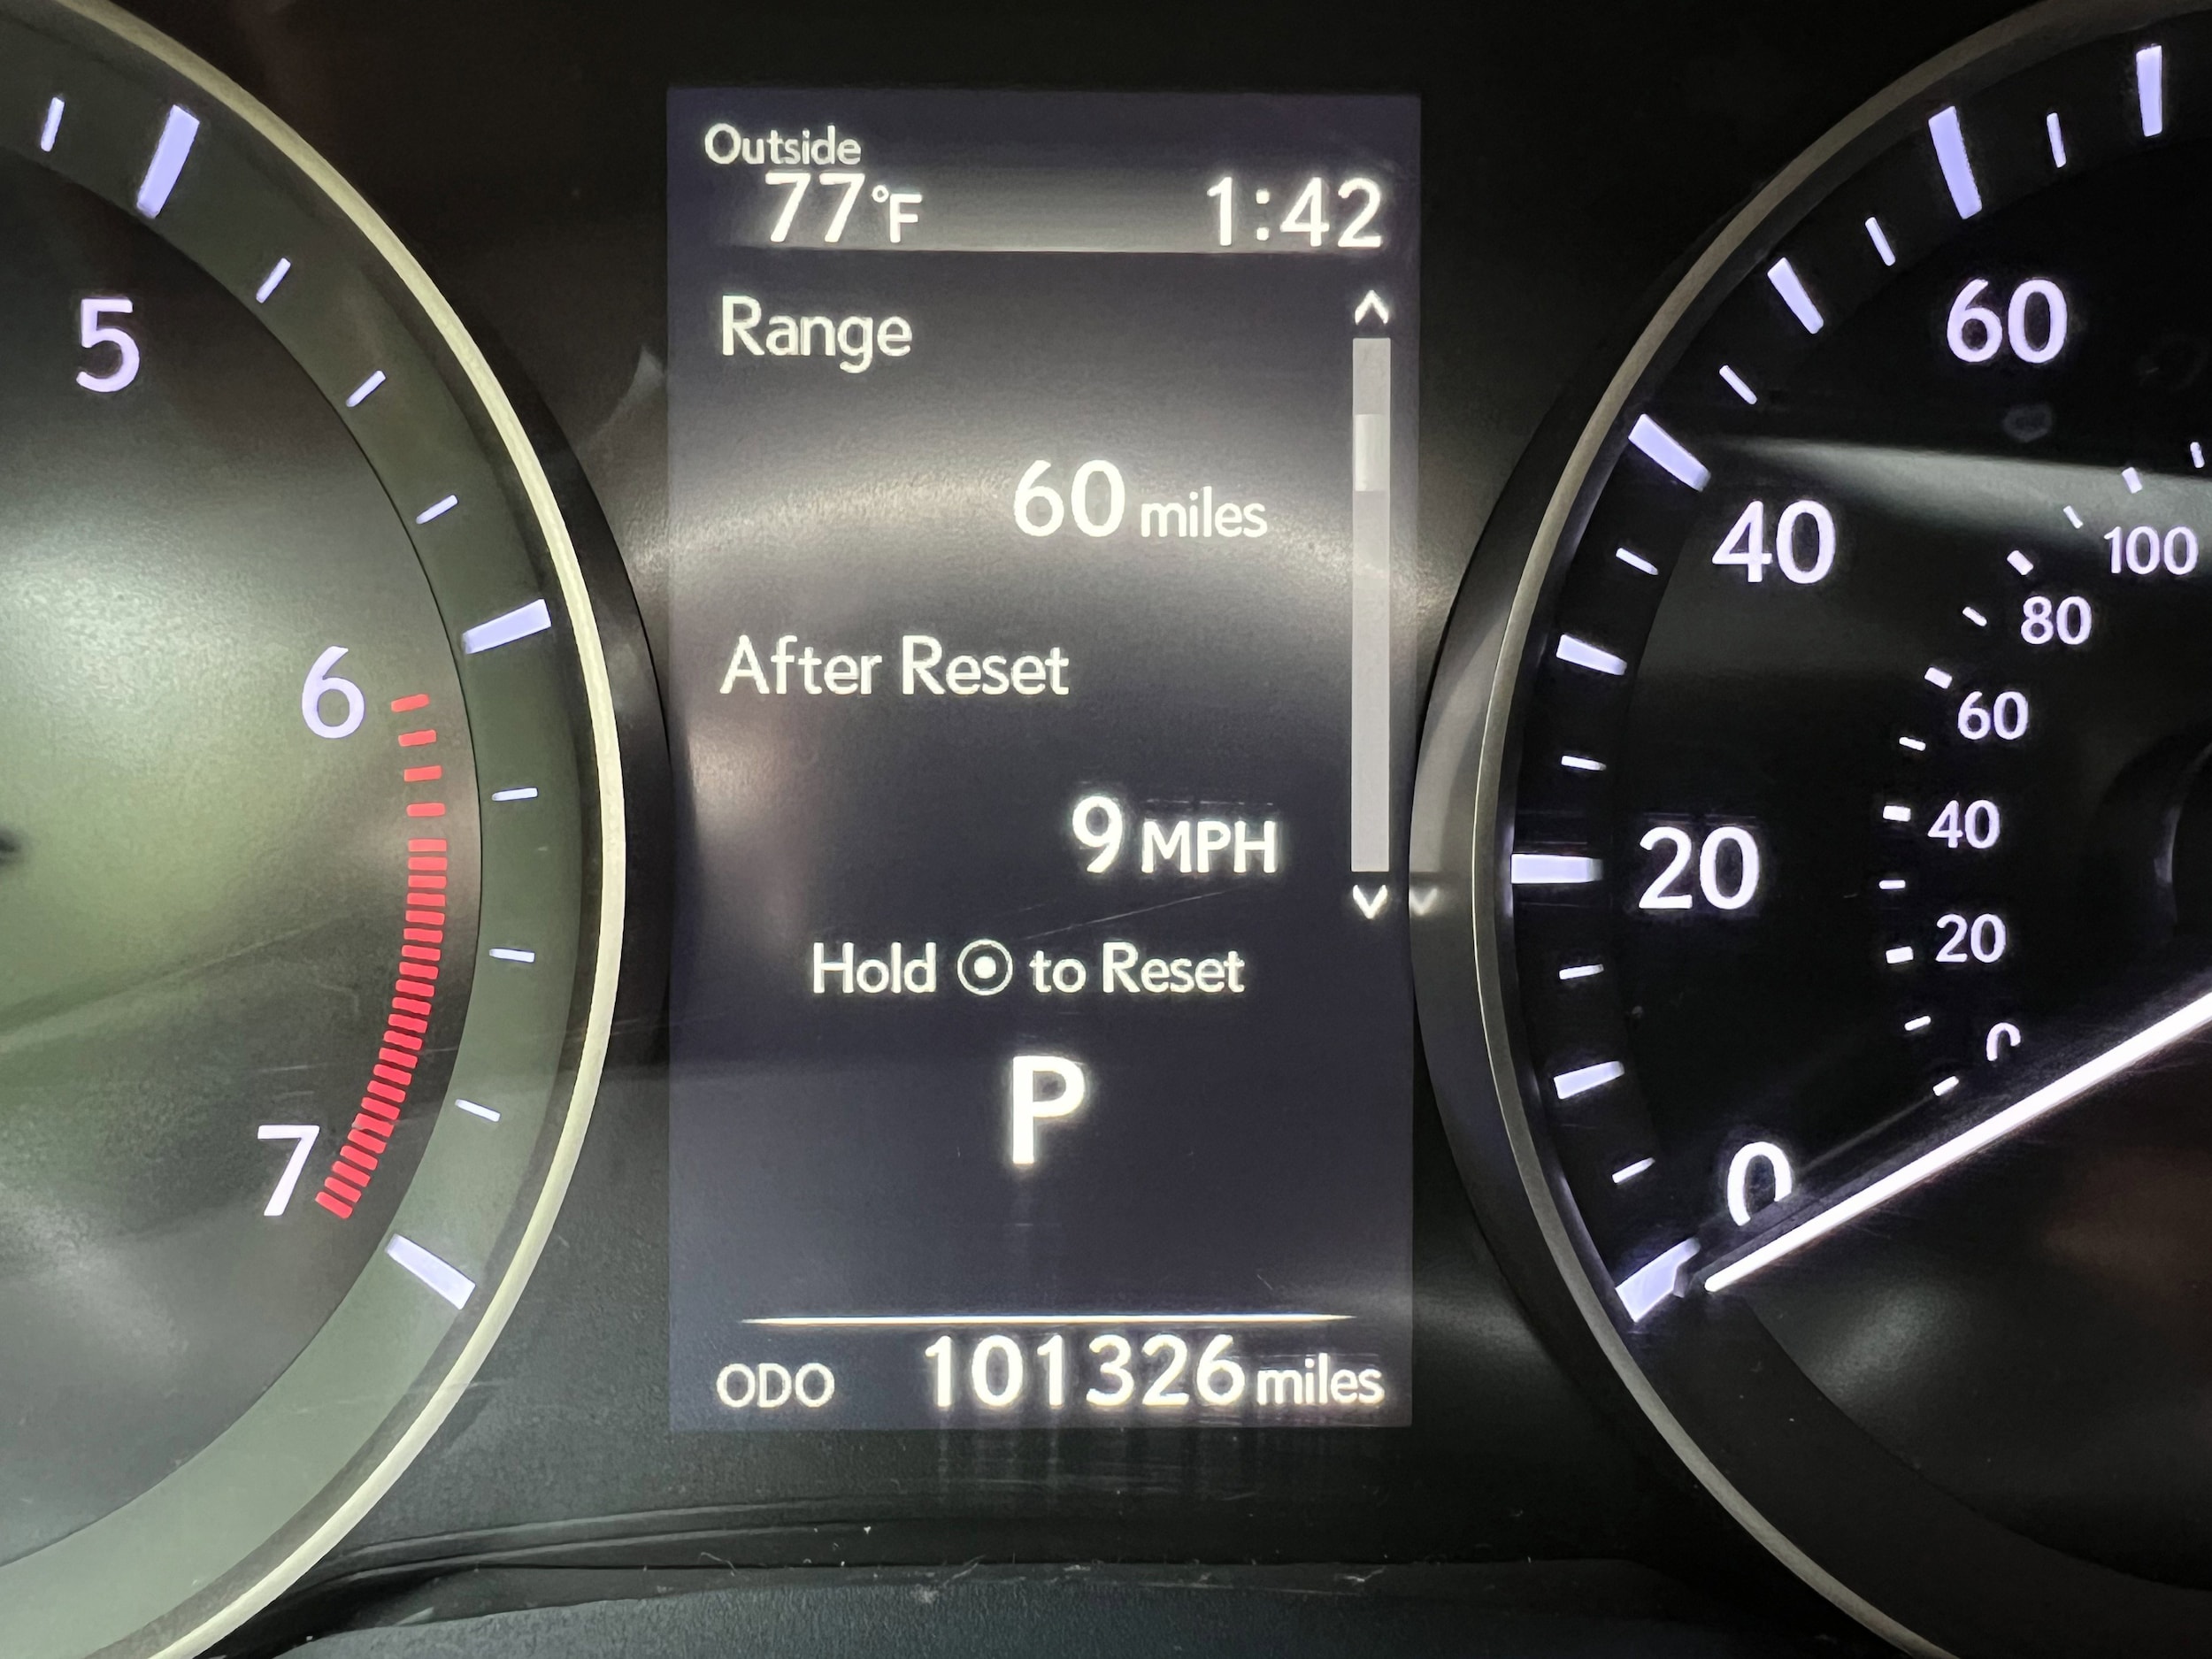 Outside
77°F 1:42
Range
60 miles
After Reset
9 MPH
Hold ⊙ to Reset
P
ODO 101326 miles
5
6
7
60
40
20
0
100
80
60
40
20
0